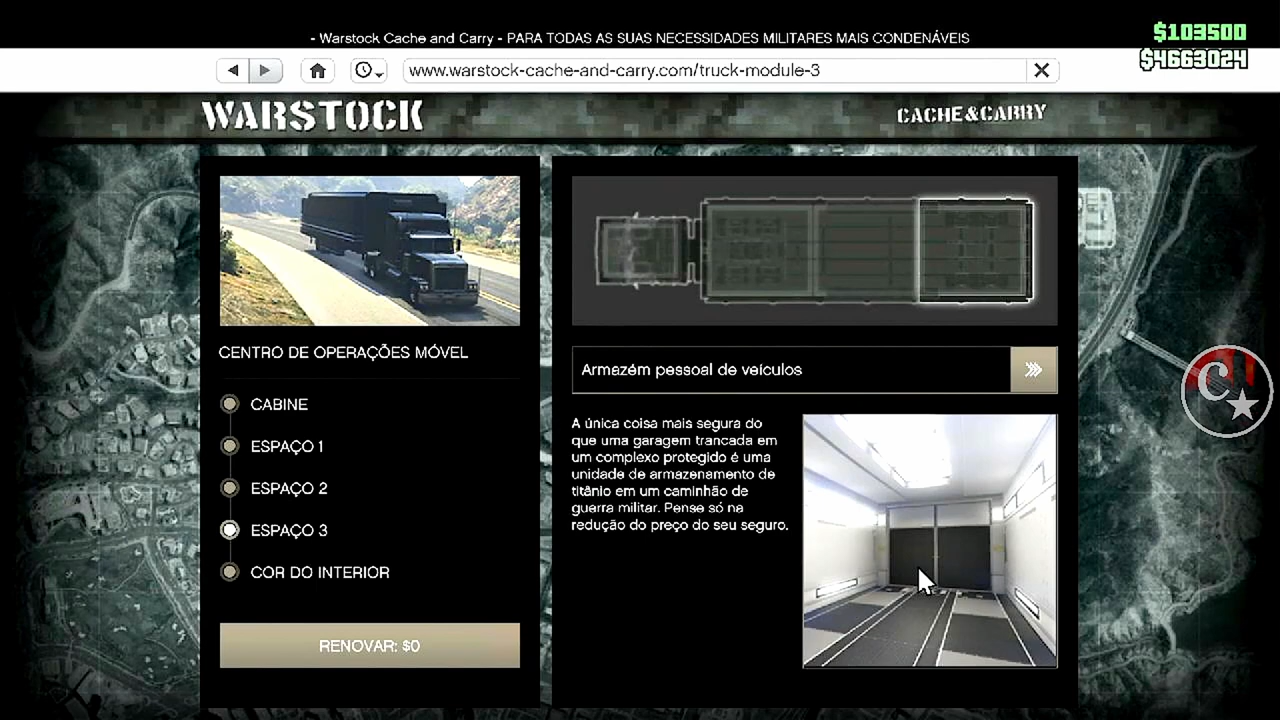 - Warstock Cache and Carry - PARA TODAS AS SUAS NECESSIDADES MILITARES MAIS CONDENÁVEIS
$103500
$4663024
www.warstock-cache-and-carry.com/truck-module-3
WARSTOCK
CACHE&CARRY
CENTRO DE OPERAÇÕES MÓVEL
CABINE
ESPAÇO 1
ESPAÇO 2
ESPAÇO 3
COR DO INTERIOR
RENOVAR: $0
Armazém pessoal de veículos
A única coisa mais segura do
que uma garagem trancada em
um complexo protegido é uma
unidade de armazenamento de
titânio em um caminhão de
guerra militar. Pense só na
redução do preço do seu seguro.
C